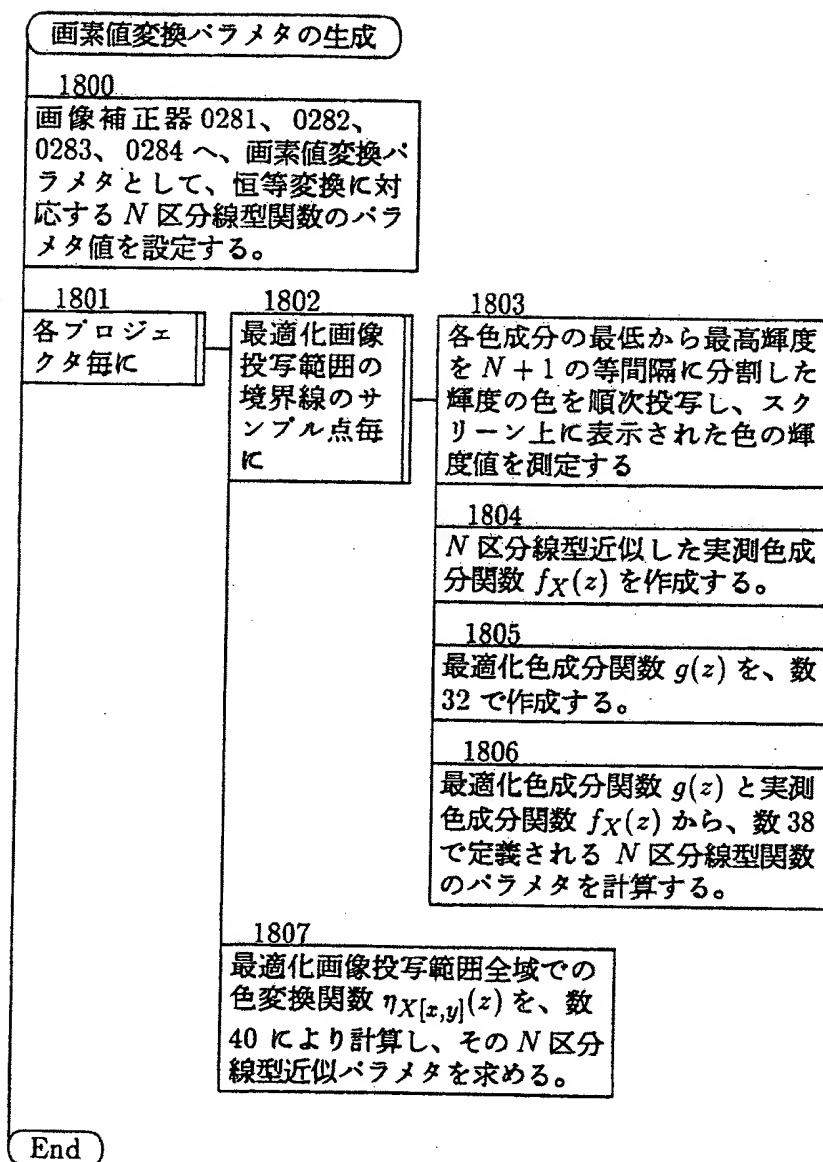 画素値変換パラメタの生成
1800
画像補正器 0281、0282、
0283、0284 へ、画素値変換パ
ラメタとして、恒等変換に対
応する N 区分線型関数のパラ
メタ値を設定する。
1801
各プロジェ
クタ毎に
1802
最適化画像
投写範囲の
境界線のサ
ンプル点毎
に
1803
各色成分の最低から最高輝度
を N + 1 の等間隔に分割した
輝度の色を順次投写し、スク
リーン上に表示された色の輝
度値を測定する
1804
N 区分線型近似した実測色成
分関数 fX(z) を作成する。
1805
最適化色成分関数 g(z) を、数
32 で作成する。
1806
最適化色成分関数 g(z) と実測
色成分関数 fX(z) から、数 38
で定義される N 区分線型関数
のパラメタを計算する。
1807
最適化画像投写範囲全域での
色変換関数 ηX[x,y](z) を、数
40 により計算し、その N 区分
線型近似パラメタを求める。
End